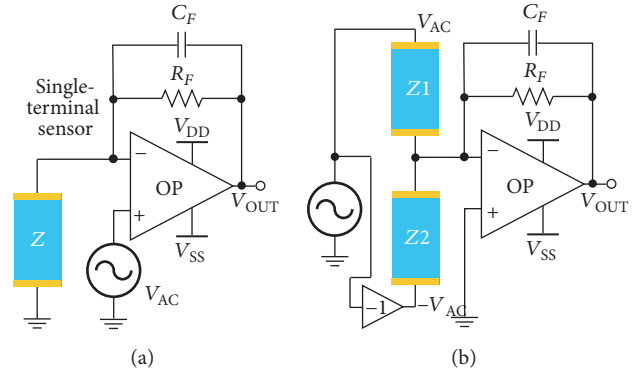 C_F
R_F
Single-
terminal
sensor
V_DD
−
OP
+
V_OUT
V_SS
Z
V_AC
(a)
V_AC
C_F
Z1
R_F
V_DD
−
OP
+
V_OUT
V_SS
Z2
−1
−V_AC
(b)